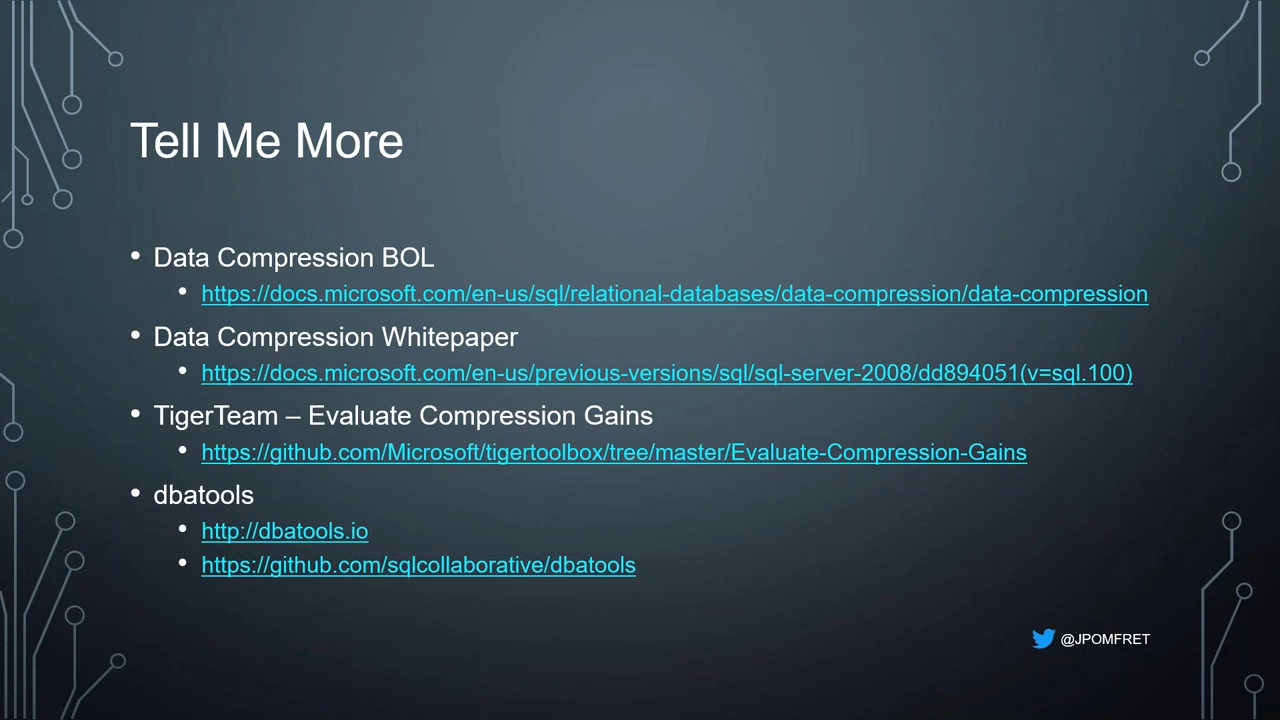 Tell Me More
• Data Compression BOL
• https://docs.microsoft.com/en-us/sql/relational-databases/data-compression/data-compression
• Data Compression Whitepaper
• https://docs.microsoft.com/en-us/previous-versions/sql/sql-server-2008/dd894051(v=sql.100)
• TigerTeam – Evaluate Compression Gains
• https://github.com/Microsoft/tigertoolbox/tree/master/Evaluate-Compression-Gains
• dbatools
• http://dbatools.io
• https://github.com/sqlcollaborative/dbatools
@JPOMFRET